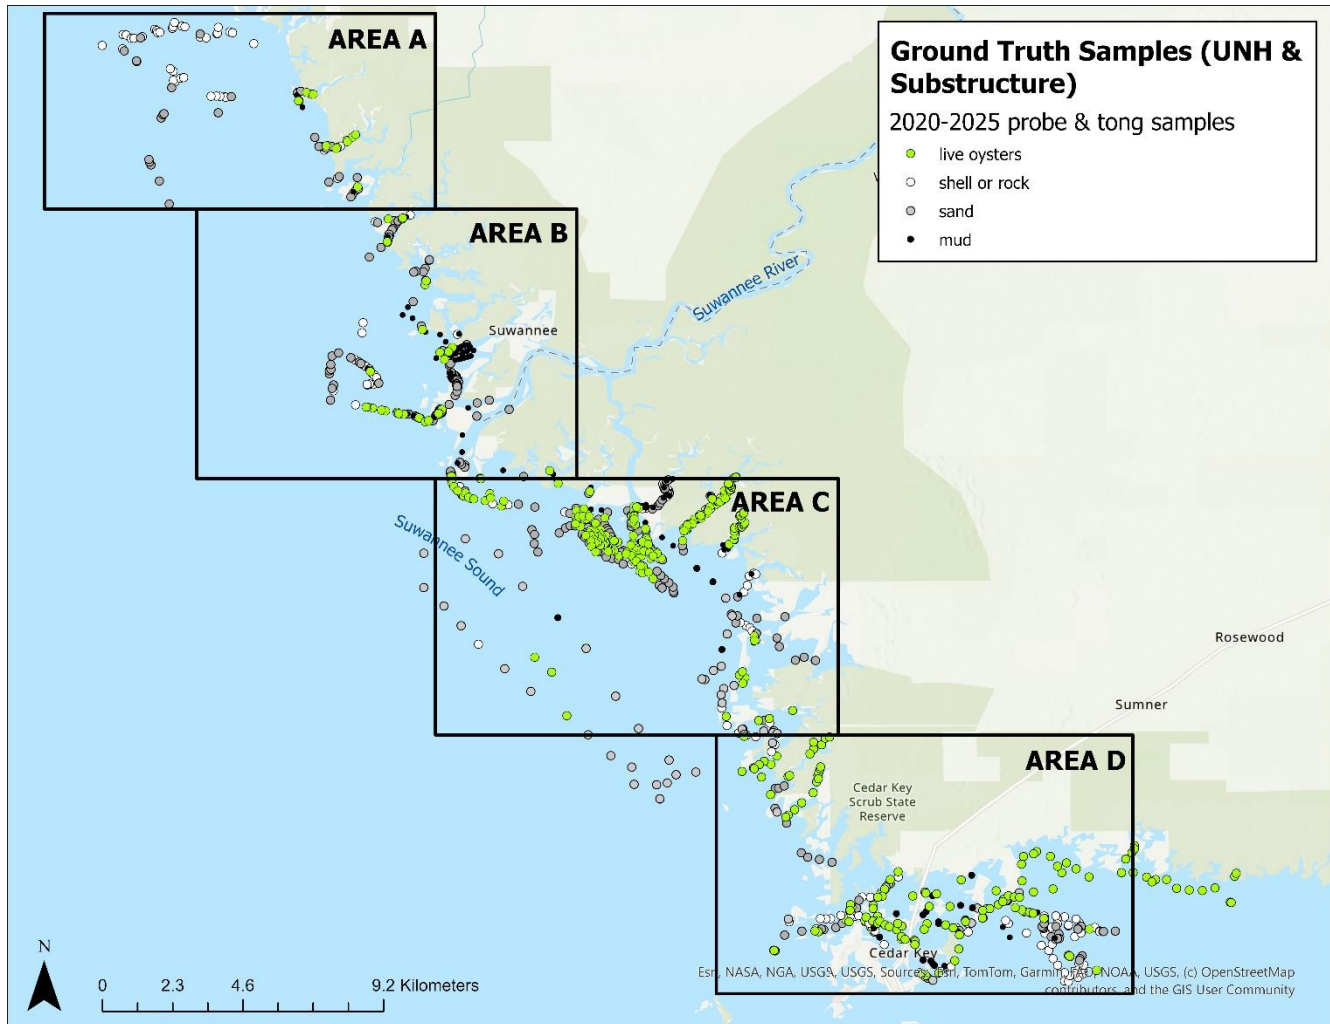 AREA A
Ground Truth Samples (UNH &
Substructure)
2020-2025 probe & tong samples
live oysters
shell or rock
sand
mud
AREA B
Suwannee River
Suwannee
AREA C
Suwannee Sound
Rosewood
Sumner
AREA D
Cedar Key
Scrub State
Reserve
N
Cedar Key
0 2.3 4.6 9.2 Kilometers
Esri, NASA, NGA, USGS, USGS, Sources: Esri, TomTom, Garmin, FAO, NOAA, USGS, (c) OpenStreetMap
contributors, and the GIS User Community